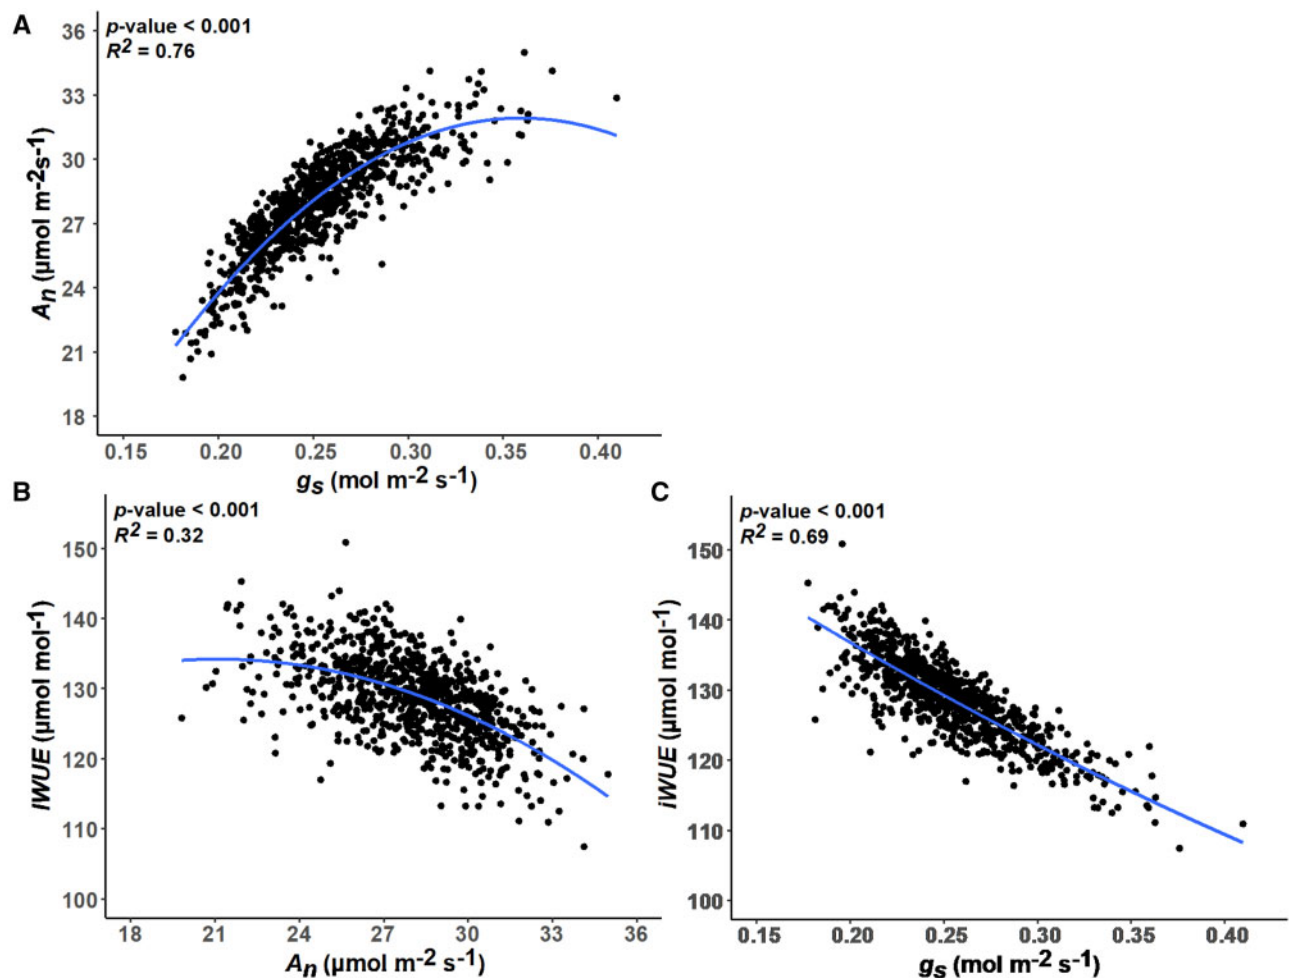 A
p-value < 0.001
R² = 0.76
36
33
30
27
24
21
18
Aₙ (µmol m⁻²s⁻¹)
0.15 0.20 0.25 0.30 0.35 0.40
gₛ (mol m⁻² s⁻¹)
B
p-value < 0.001
R² = 0.32
150
140
130
120
110
100
IWUE (µmol mol⁻¹)
18 21 24 27 30 33 36
Aₙ (µmol m⁻² s⁻¹)
C
p-value < 0.001
R² = 0.69
150
140
130
120
110
100
iWUE (µmol mol⁻¹)
0.15 0.20 0.25 0.30 0.35 0.40
gₛ (mol m⁻² s⁻¹)